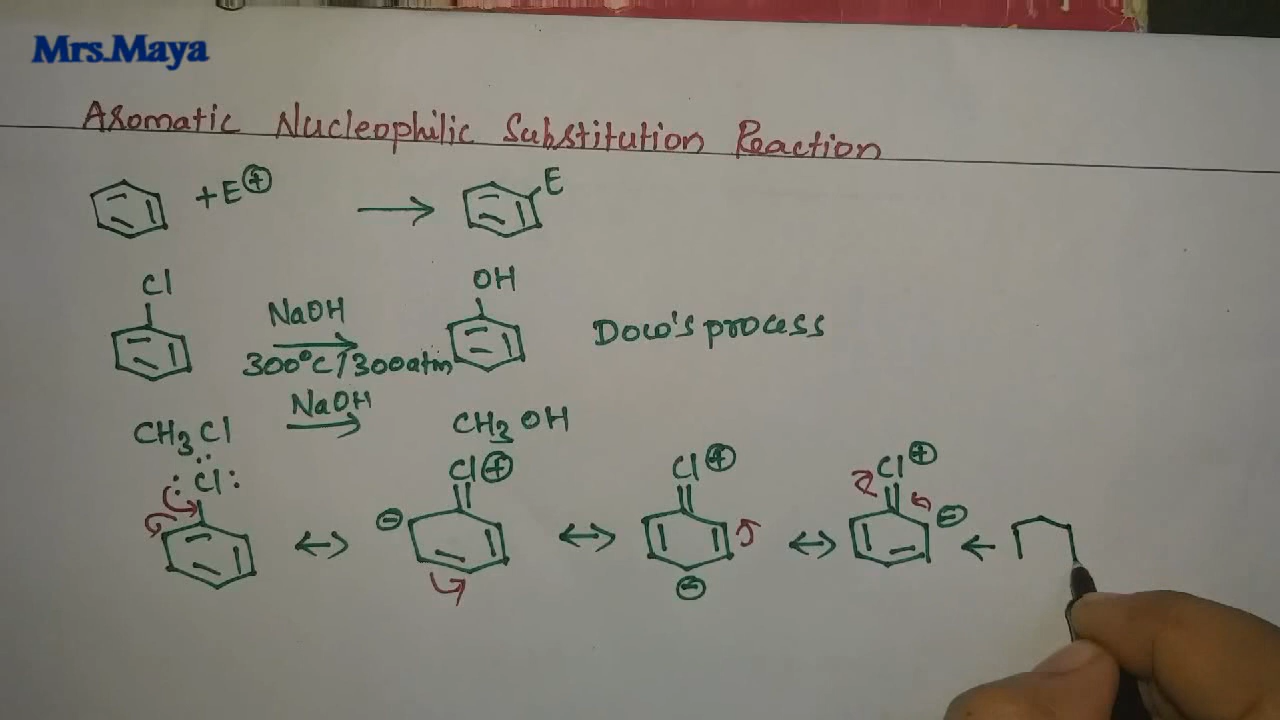 Mrs.Maya
Aromatic Nucleophilic Substitution Reaction
+E⊕ → E
Cl NaOH 300°C/300atm OH Dow's process
CH₃Cl NaOH → CH₃OH
:Cl: ↔ ⊖ Cl⊕ ↔ Cl⊕ ⊖ ↔ Cl⊕ ⊖ ←